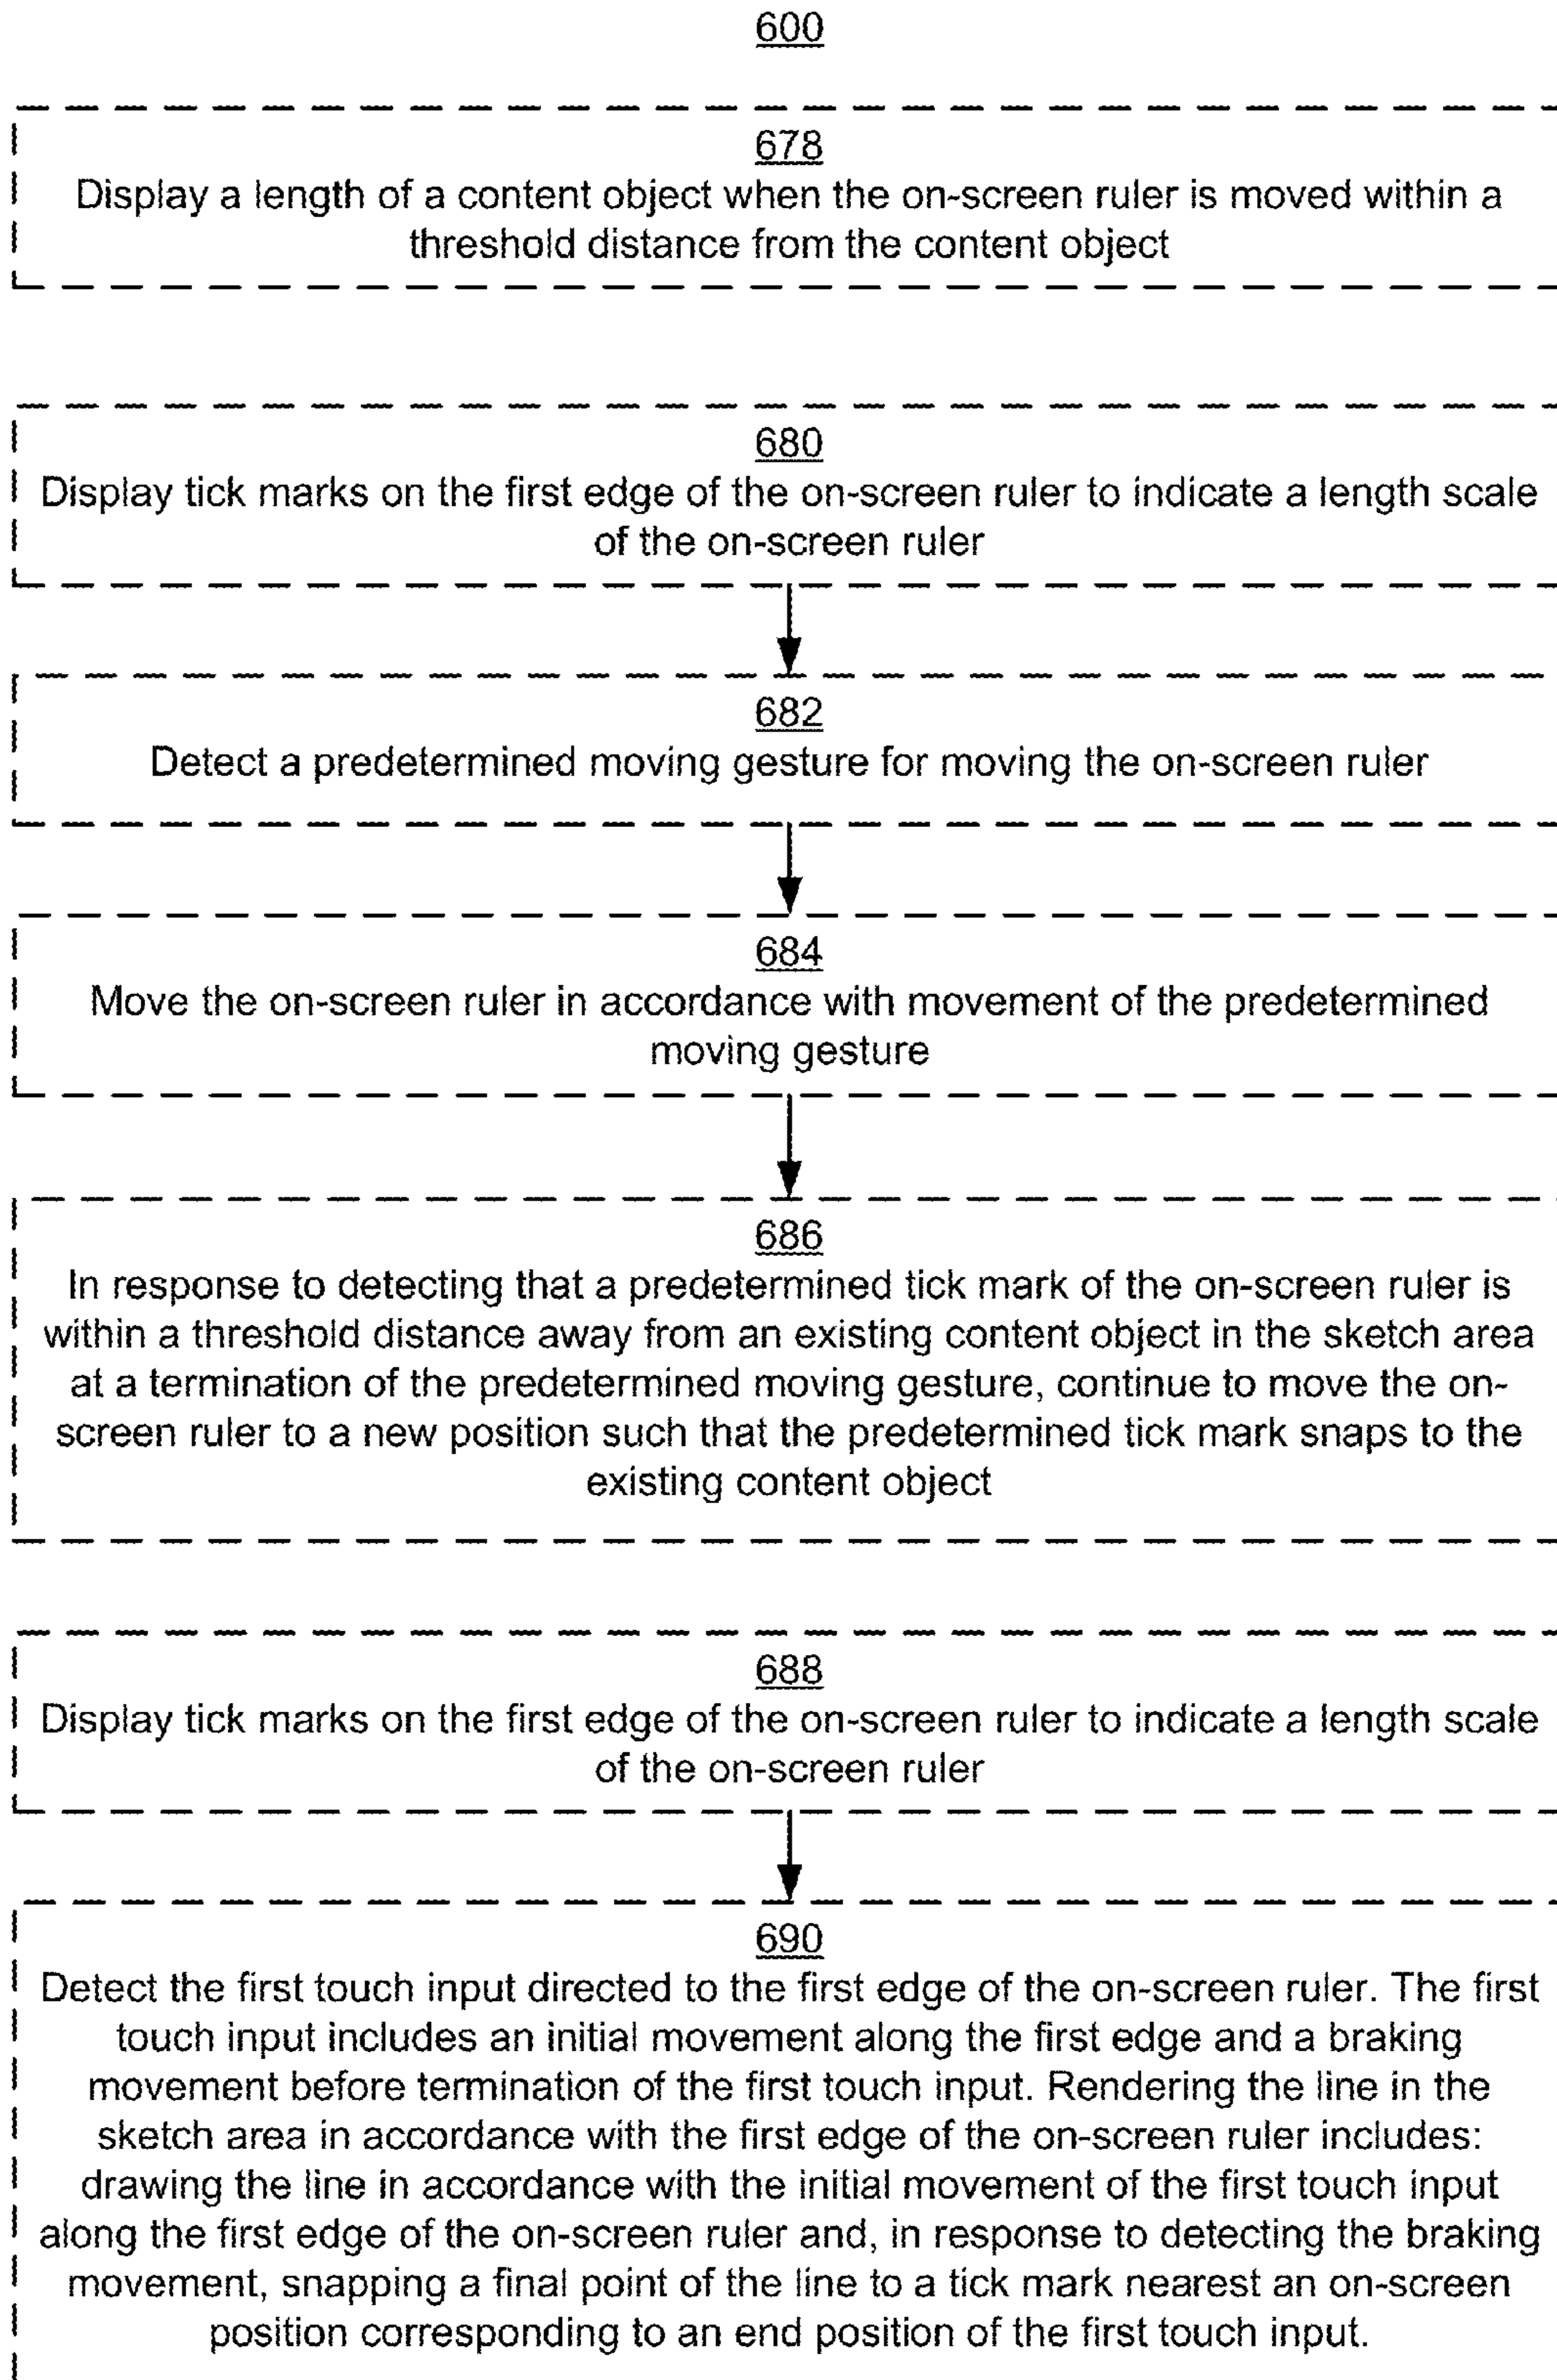 600
678
Display a length of a content object when the on-screen ruler is moved within a
threshold distance from the content object
680
Display tick marks on the first edge of the on-screen ruler to indicate a length scale
of the on-screen ruler
682
Detect a predetermined moving gesture for moving the on-screen ruler
684
Move the on-screen ruler in accordance with movement of the predetermined
moving gesture
686
In response to detecting that a predetermined tick mark of the on-screen ruler is
within a threshold distance away from an existing content object in the sketch area
at a termination of the predetermined moving gesture, continue to move the on-
screen ruler to a new position such that the predetermined tick mark snaps to the
existing content object
688
Display tick marks on the first edge of the on-screen ruler to indicate a length scale
of the on-screen ruler
690
Detect the first touch input directed to the first edge of the on-screen ruler. The first
touch input includes an initial movement along the first edge and a braking
movement before termination of the first touch input. Rendering the line in the
sketch area in accordance with the first edge of the on-screen ruler includes:
drawing the line in accordance with the initial movement of the first touch input
along the first edge of the on-screen ruler and, in response to detecting the braking
movement, snapping a final point of the line to a tick mark nearest an on-screen
position corresponding to an end position of the first touch input.